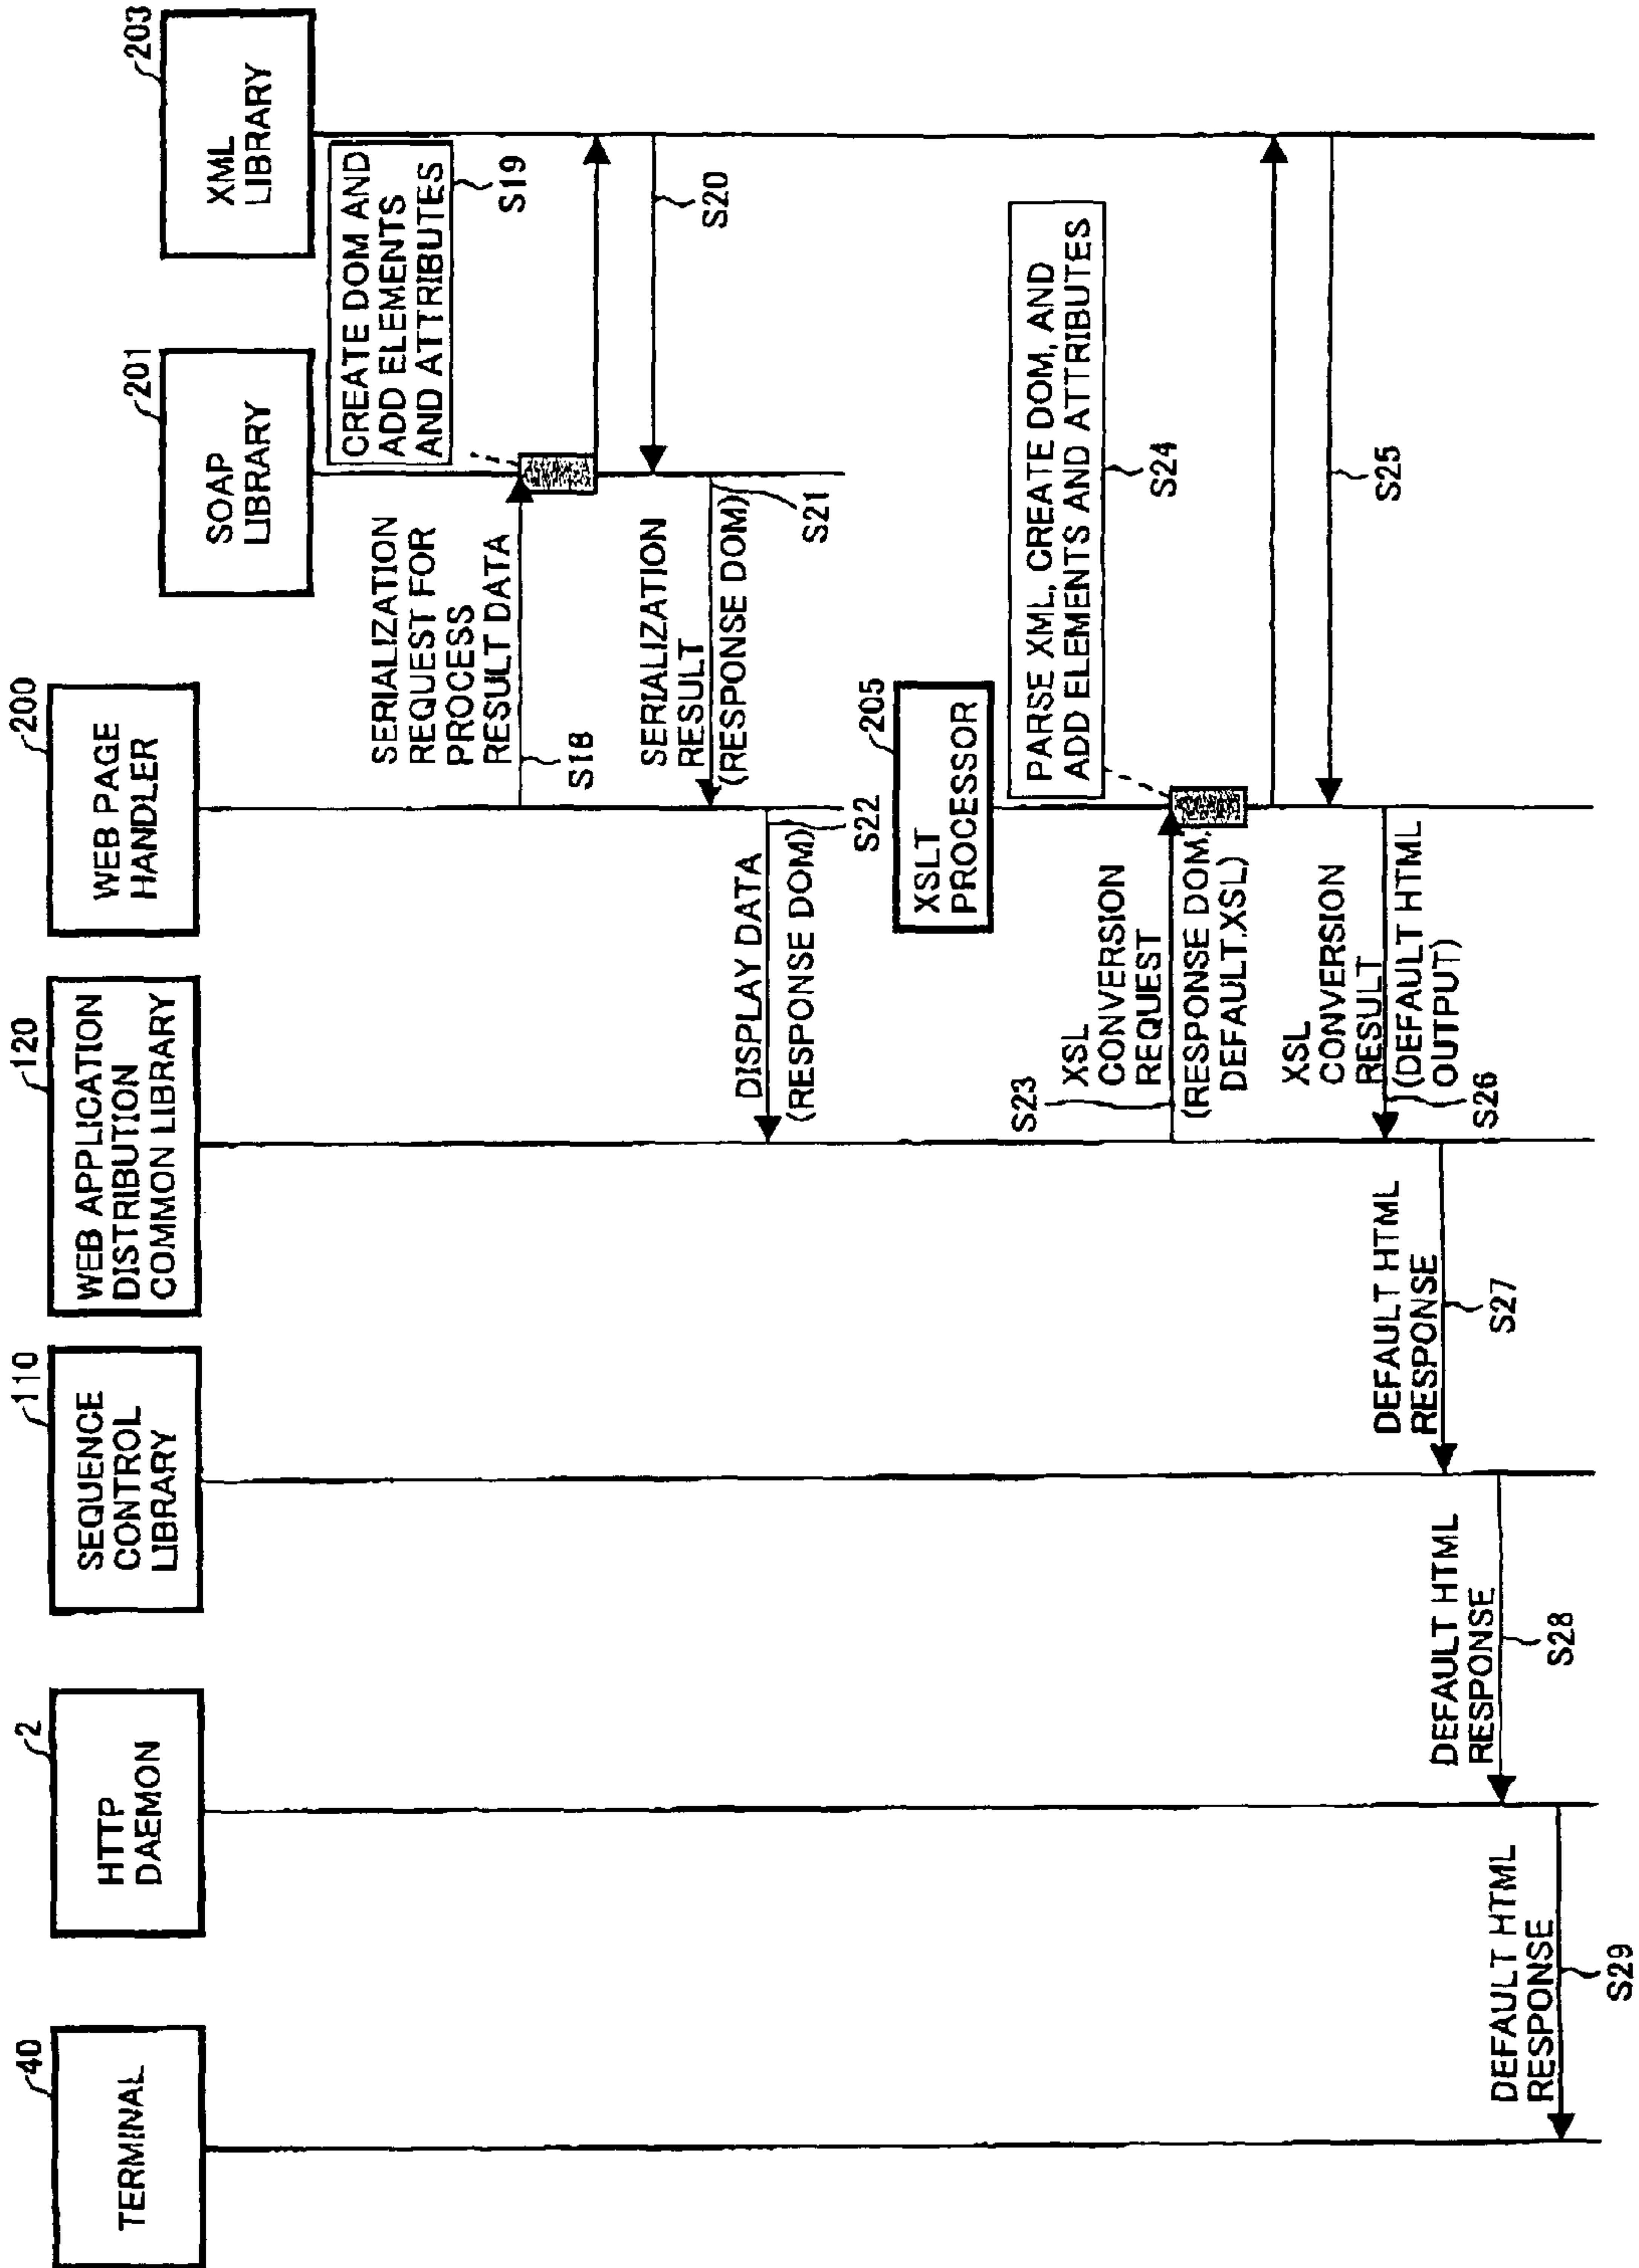 40
TERMINAL
2
HTTP
DAEMON
110
SEQUENCE
CONTROL
LIBRARY
120
WEB APPLICATION
DISTRIBUTION
COMMON LIBRARY
200
WEB PAGE
HANDLER
201
SOAP
LIBRARY
203
XML
LIBRARY
CREATE DOM AND
ADD ELEMENTS
AND ATTRIBUTES
S19
SERIALIZATION
REQUEST FOR
PROCESS
RESULT DATA
S18
S20
SERIALIZATION
RESULT
(RESPONSE DOM)
S21
DISPLAY DATA
(RESPONSE DOM)
S22
205
XSLT
PROCESSOR
PARSE XML, CREATE DOM, AND
ADD ELEMENTS AND ATTRIBUTES
S24
S23
XSL
CONVERSION
REQUEST
(RESPONSE DOM,
DEFAULT.XSL)
S25
XSL
CONVERSION
RESULT
(DEFAULT HTML
OUTPUT)
S26
DEFAULT HTML
RESPONSE
S27
DEFAULT HTML
RESPONSE
S28
DEFAULT HTML
RESPONSE
S29